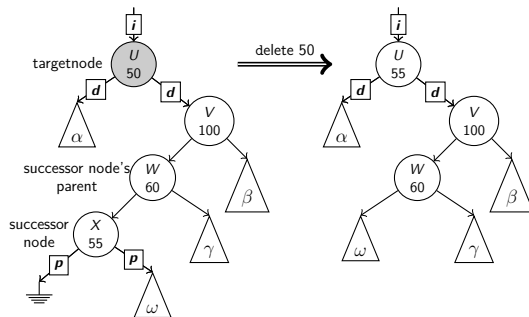 i
i
targetnode
U
50
delete 50
U
55
d
d
d
d
α
V
100
α
V
100
successor node's
parent
W
60
β
W
60
β
successor
node
X
55
γ
ω
γ
p
p
ω